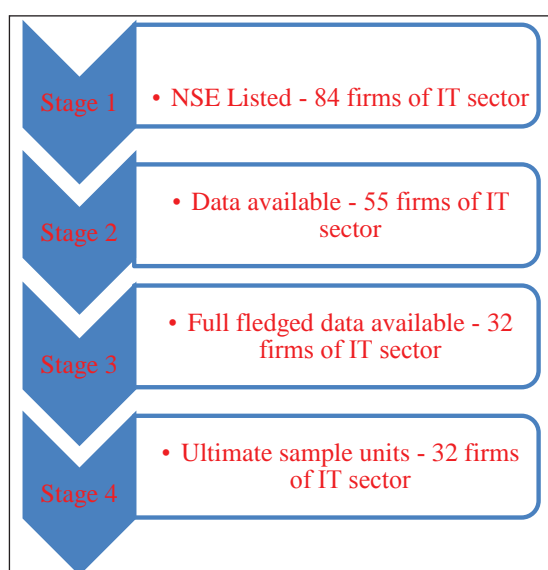 Stage 1
• NSE Listed - 84 firms of IT sector
Stage 2
• Data available - 55 firms of IT
sector
Stage 3
• Full fledged data available - 32
firms of IT sector
Stage 4
• Ultimate sample units - 32 firms
of IT sector